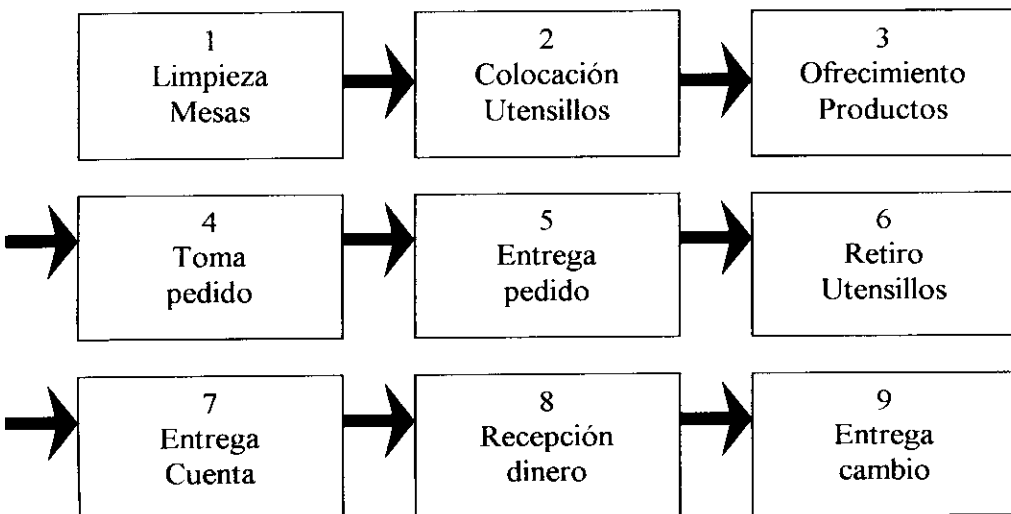 1
Limpieza
Mesas
2
Colocación
Utensillos
3
Ofrecimiento
Productos
4
Toma
pedido
5
Entrega
pedido
6
Retiro
Utensillos
7
Entrega
Cuenta
8
Recepción
dinero
9
Entrega
cambio